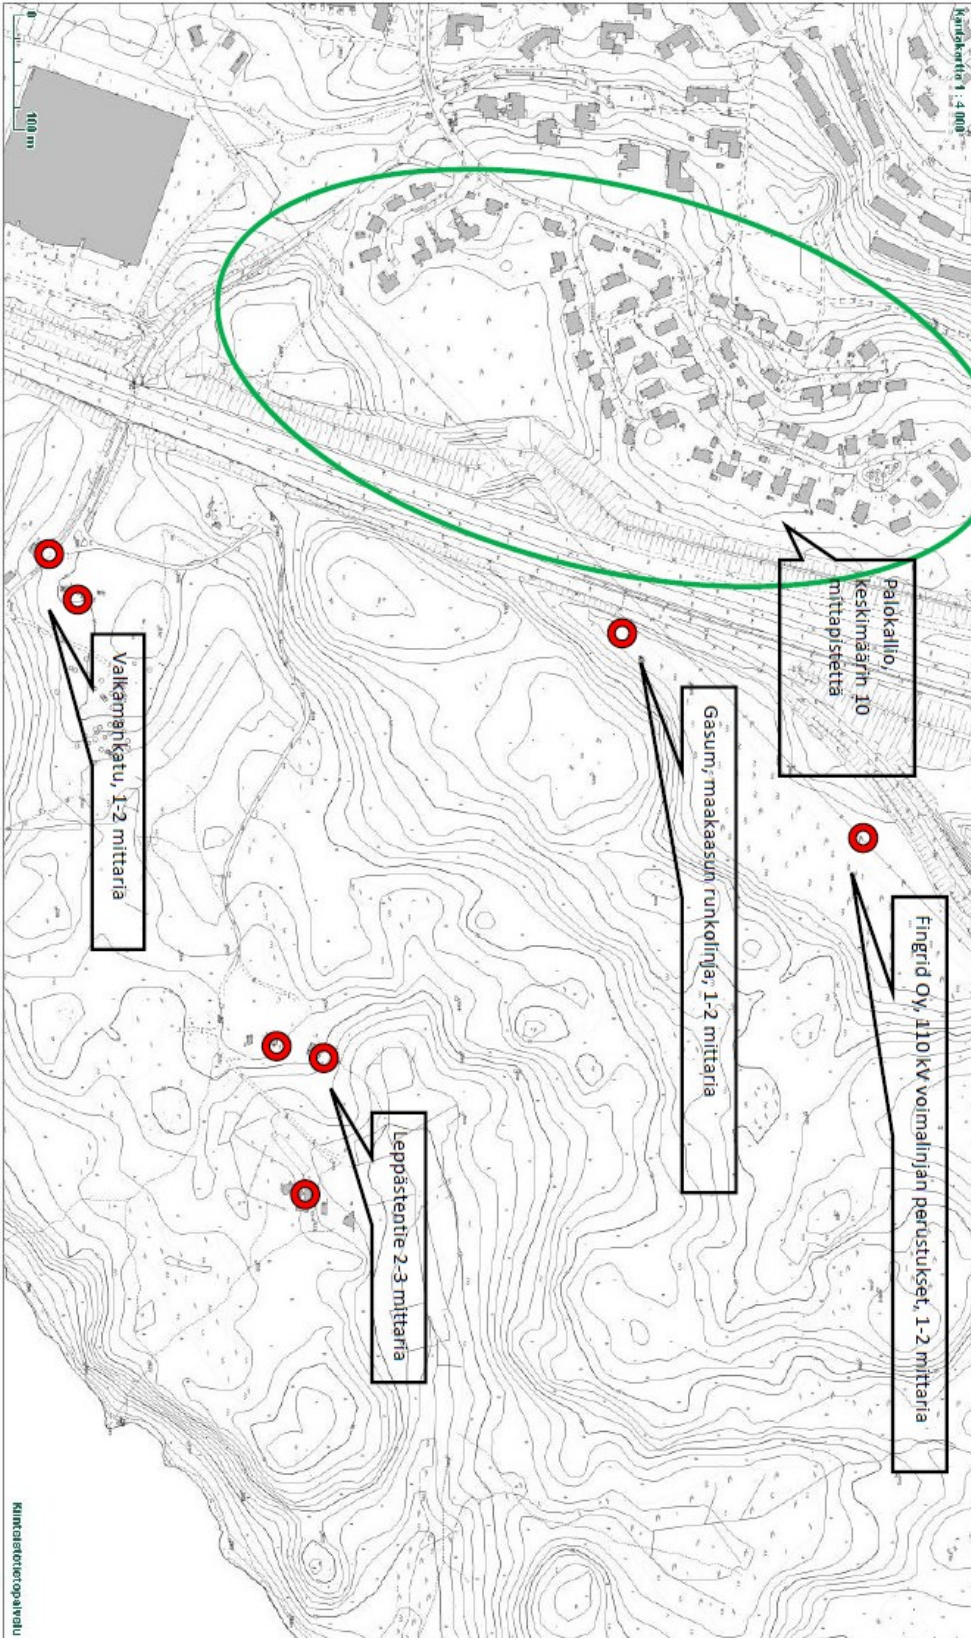 Kantakartta 1 : 4 000
0
100 m
Palokallio,
keskimäärin 10
mittapistettä
Fingrid Oy, 110 kV voimalinjan perustukset, 1-2 mittaria
Gasum, maakaasun runkolinja, 1-2 mittaria
Leppästentie 2-3 mittaria
Valkamankatu, 1-2 mittaria
Kiinteistötietopalvelu